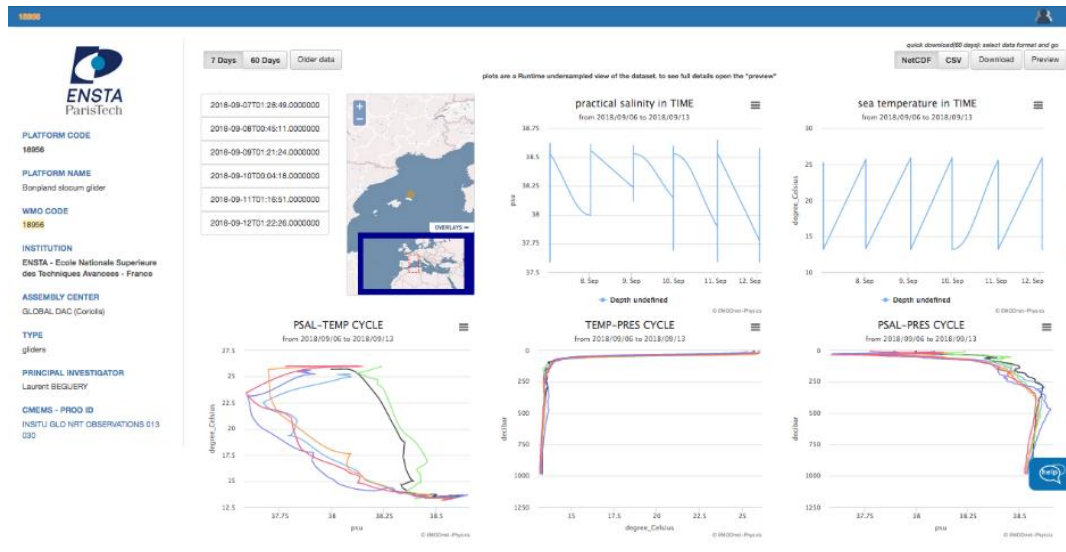 18956
ENSTA
ParisTech
PLATFORM CODE
18956
PLATFORM NAME
Bonpland slocum glider
WMO CODE
18956
INSTITUTION
ENSTA - Ecole Nationale Superieure
des Techniques Avancees - France
ASSEMBLY CENTER
GLOBAL DAC (Coriolis)
TYPE
gliders
PRINCIPAL INVESTIGATOR
Laurent BEGUERY
CMEMS - PROD ID
INSITU GLO NRT OBSERVATIONS 013
030
7 Days 60 Days Older data
quick download(60 days): select data format and go
NetCDF CSV Download Preview
plots are a Runtime undersampled view of the dataset. to see full details open the "preview"
2018-09-07T01:28:49.0000000
2018-09-08T00:45:11.0000000
2018-09-09T01:21:24.0000000
2018-09-10T00:04:18.0000000
2018-09-11T01:16:51.0000000
2018-09-12T01:22:26.0000000
+
−
OVERLAYS
practical salinity in TIME
from 2018/09/06 to 2018/09/13
38.75
38.5
38.25
38
37.75
37.5
psu
8. Sep 9. Sep 10. Sep 11. Sep 12. Sep
Depth undefined
© EMODnet-Physics
sea temperature in TIME
from 2018/09/06 to 2018/09/13
30
25
20
15
10
degree_Celsius
8. Sep 9. Sep 10. Sep 11. Sep 12. Sep
Depth undefined
© EMODnet-Physics
PSAL-TEMP CYCLE
from 2018/09/06 to 2018/09/13
27.5
25
22.5
20
17.5
15
12.5
degree_Celsius
37.75 38 38.25 38.5
psu
© EMODnet-Physics
TEMP-PRES CYCLE
from 2018/09/06 to 2018/09/13
0
250
500
750
1000
1250
decibar
15 17.5 20 22.5 25
degree_Celsius
© EMODnet-Physics
PSAL-PRES CYCLE
from 2018/09/06 to 2018/09/13
0
250
500
750
1000
1250
decibar
37.75 38 38.25 38.5
psu
© EMODnet-Physics
help